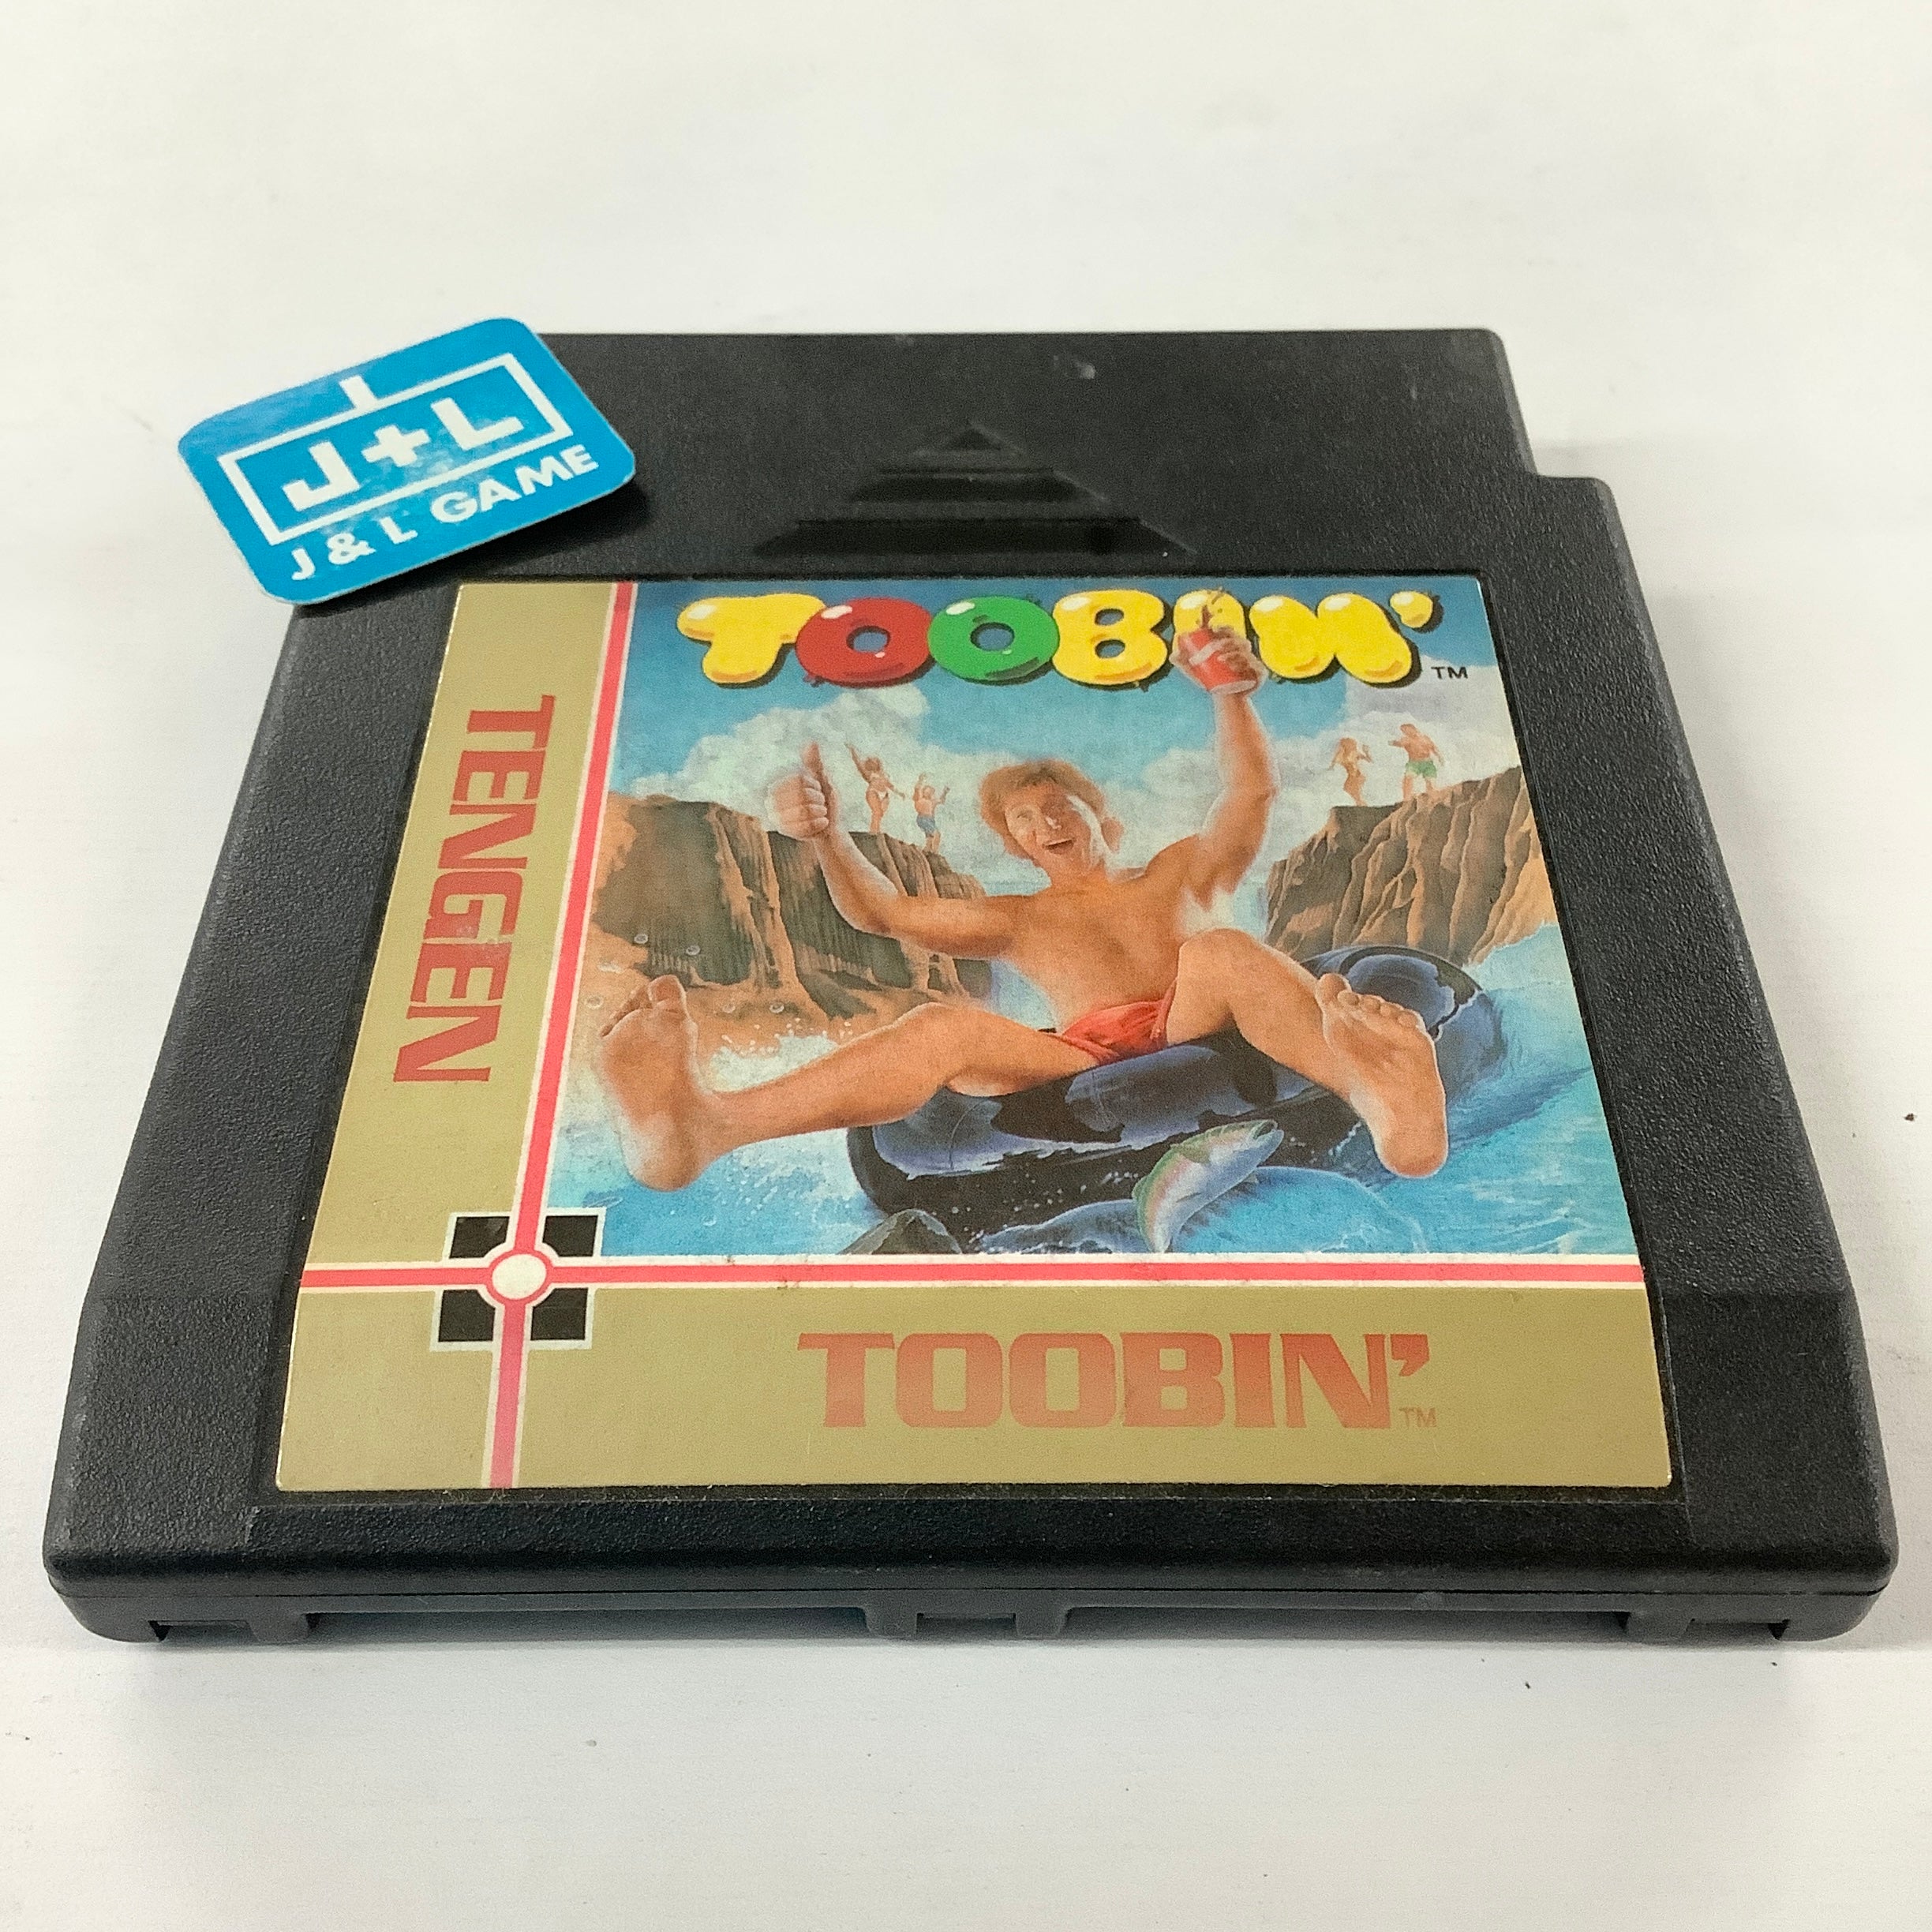 J+L
J & L GAME
TOOBIN'™
TENGEN
TOOBIN'™